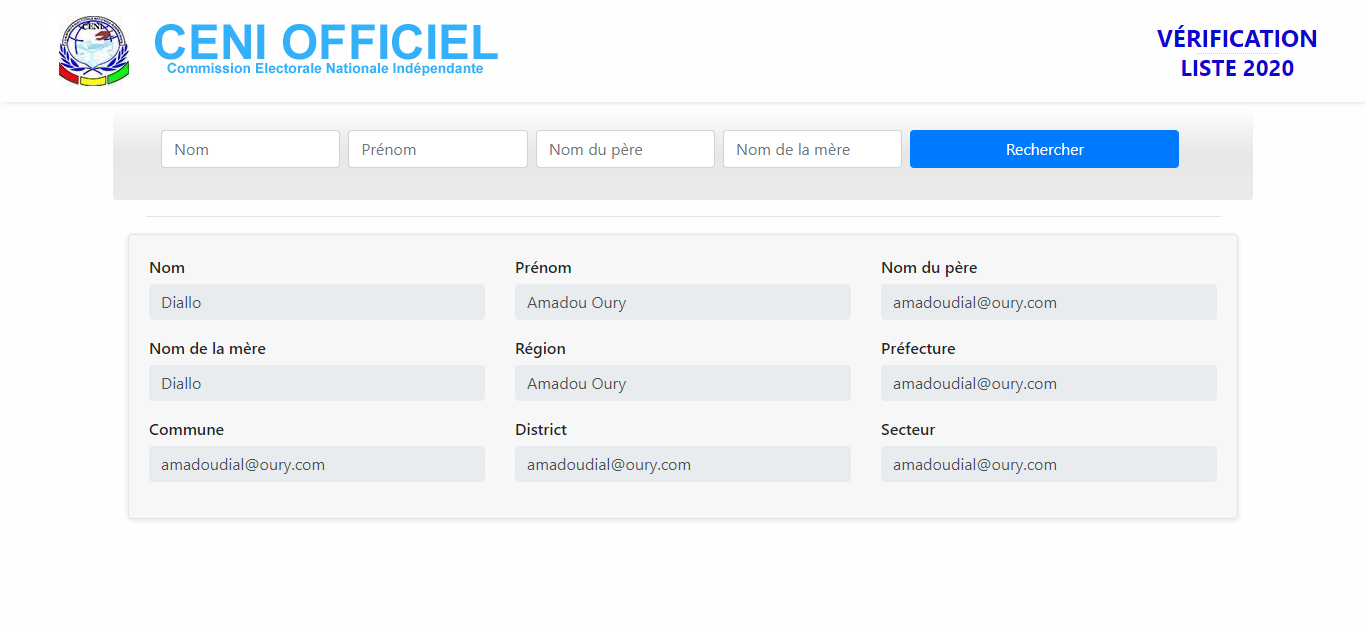 CENI
CENI OFFICIEL
Commission Electorale Nationale Indépendante
VÉRIFICATION
LISTE 2020
Nom Prénom Nom du père Nom de la mère Rechercher
Nom Prénom Nom du père
Diallo Amadou Oury amadoudial@oury.com
Nom de la mère Région Préfecture
Diallo Amadou Oury amadoudial@oury.com
Commune District Secteur
amadoudial@oury.com amadoudial@oury.com amadoudial@oury.com